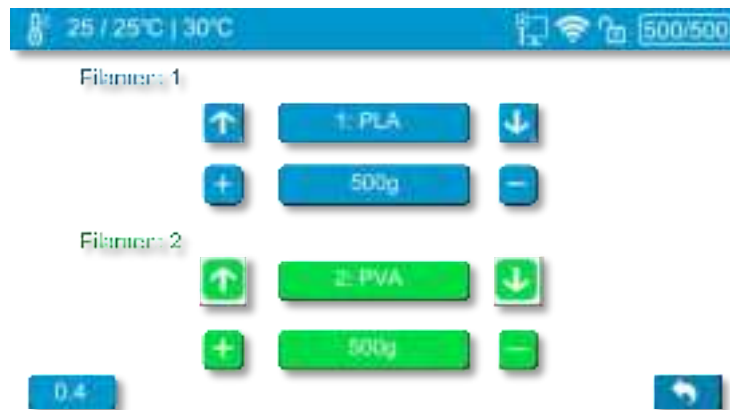 25 / 25°C | 30°C 500/500
Filament 1
1: PLA
500g
Filament 2
2: PVA
500g
0.4